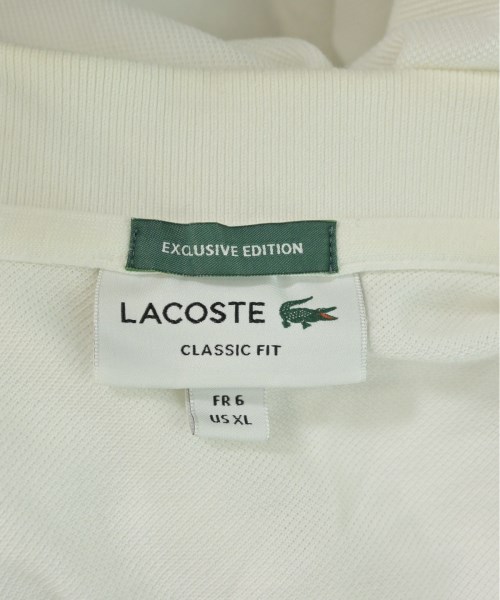 EXCLUSIVE EDITION
LACOSTE
CLASSIC FIT
FR 6
US XL